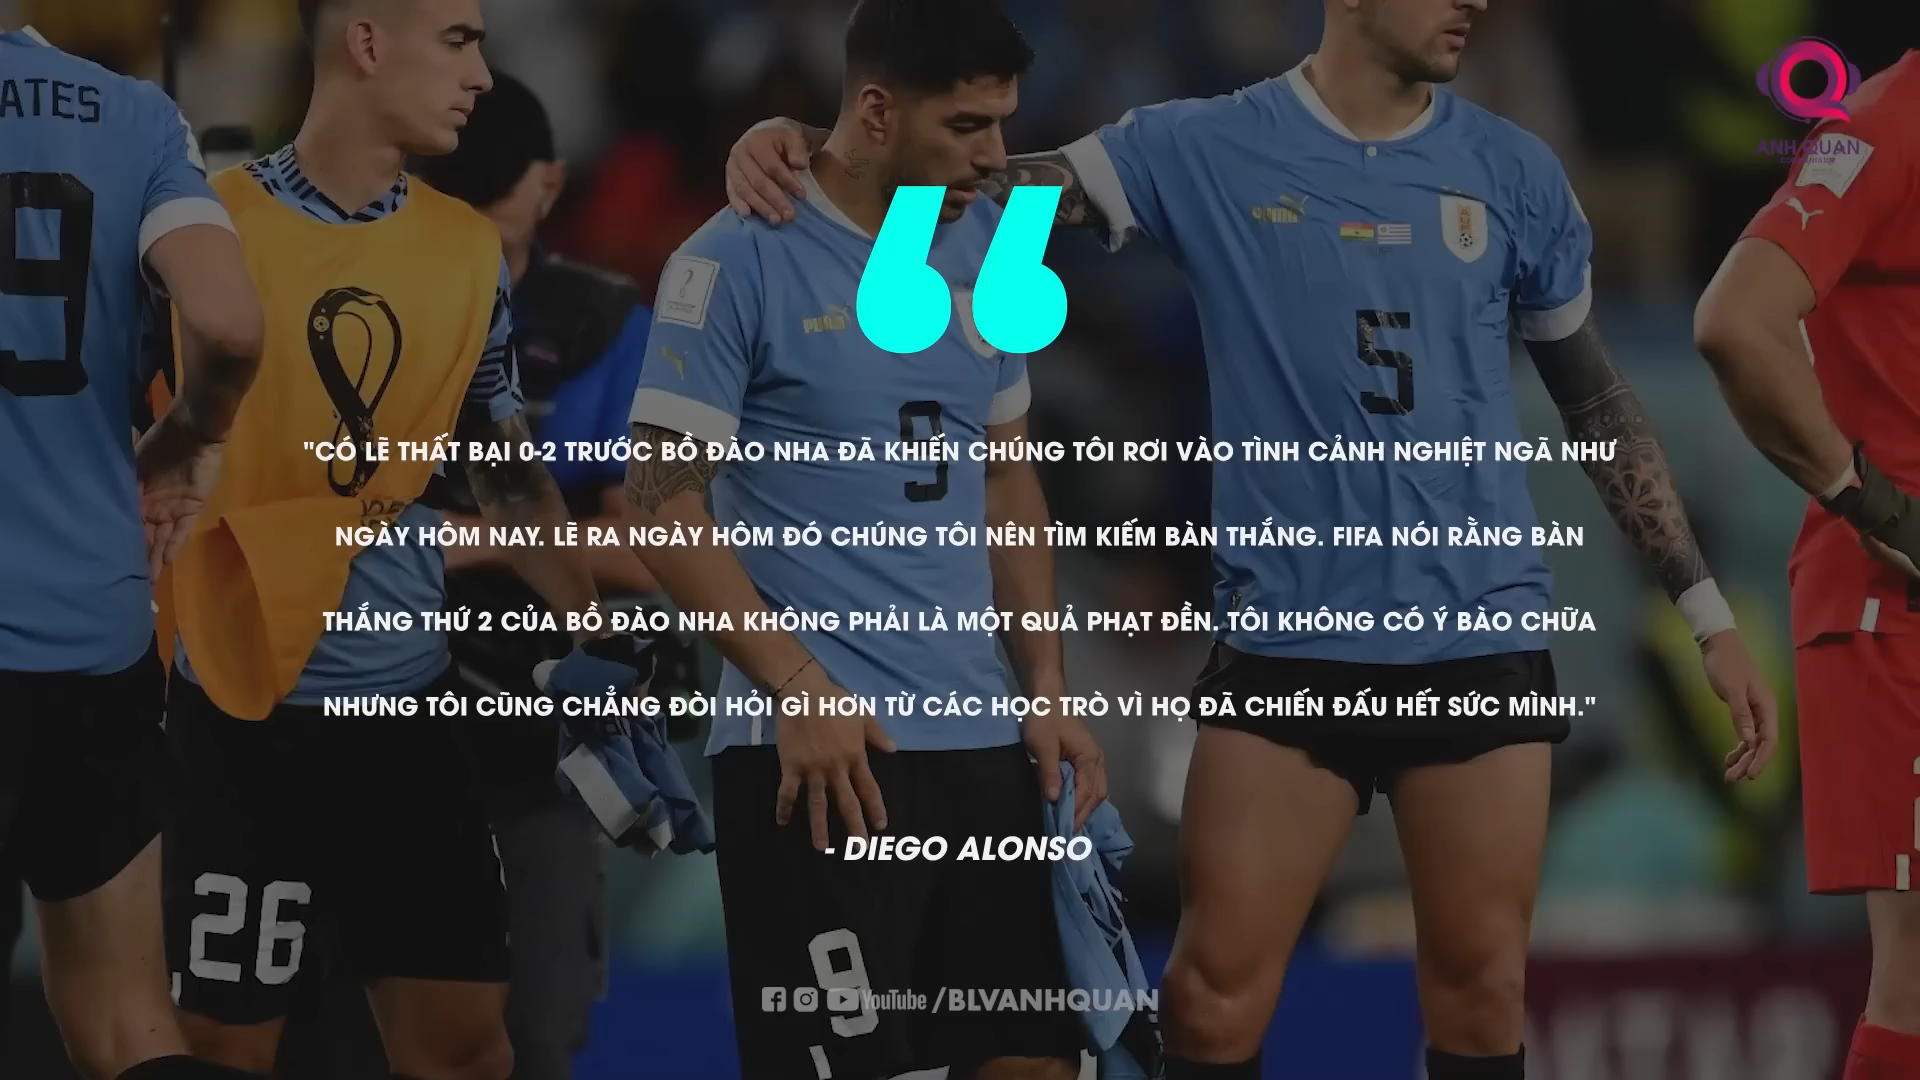 ATES
9
ANH QUAN
COMMENTATOR
PUMA
PUMA
AUF
5
9
"CÓ LẼ THẤT BẠI 0-2 TRƯỚC BỒ ĐÀO NHA ĐÃ KHIẾN CHÚNG TÔI RƠI VÀO TÌNH CẢNH NGHIỆT NGÃ NHƯ
NGÀY HÔM NAY. LẼ RA NGÀY HÔM ĐÓ CHÚNG TÔI NÊN TÌM KIẾM BÀN THẮNG. FIFA NÓI RẰNG BÀN
THẮNG THỨ 2 CỦA BỒ ĐÀO NHA KHÔNG PHẢI LÀ MỘT QUẢ PHẠT ĐỀN. TÔI KHÔNG CÓ Ý BÀO CHỮA
NHƯNG TÔI CŨNG CHẲNG ĐÒI HỎI GÌ HƠN TỪ CÁC HỌC TRÒ VÌ HỌ ĐÃ CHIẾN ĐẤU HẾT SỨC MÌNH."
- DIEGO ALONSO
26
9
YouTube /BLVANHQUAN